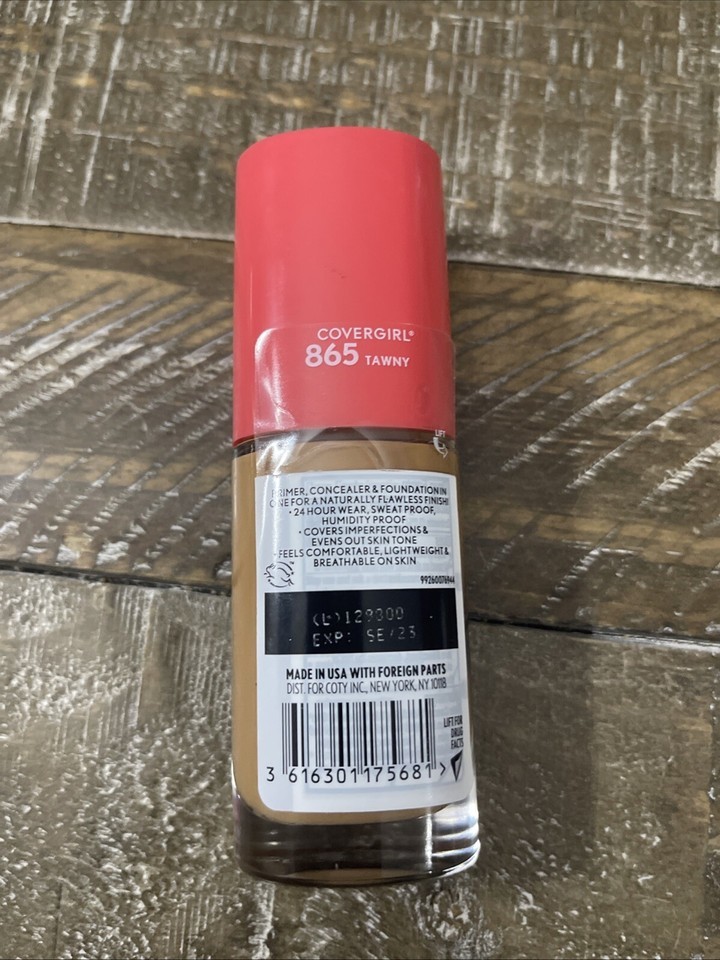 COVERGIRL®
865 TAWNY
LIFT
PRIMER, CONCEALER & FOUNDATION IN
ONE FOR A NATURALLY FLAWLESS FINISH!
• 24 HOUR WEAR, SWEAT PROOF,
HUMIDITY PROOF
• COVERS IMPERFECTIONS &
EVENS OUT SKIN TONE
• FEELS COMFORTABLE, LIGHTWEIGHT &
BREATHABLE ON SKIN
99260076944
(L) 129300
EXP: SE/23
MADE IN USA WITH FOREIGN PARTS
DIST. FOR COTY INC., NEW YORK, NY 10118
LIFT FOR
DRUG
FACTS
3 616301 175681 >